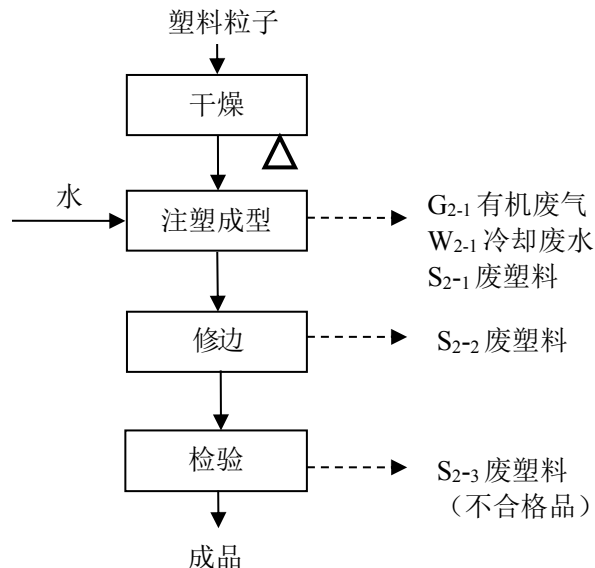 塑料粒子
干燥
水
注塑成型
G2-1 有机废气
W2-1 冷却废水
S2-1 废塑料
修边
S2-2 废塑料
检验
S2-3 废塑料
（不合格品）
成品